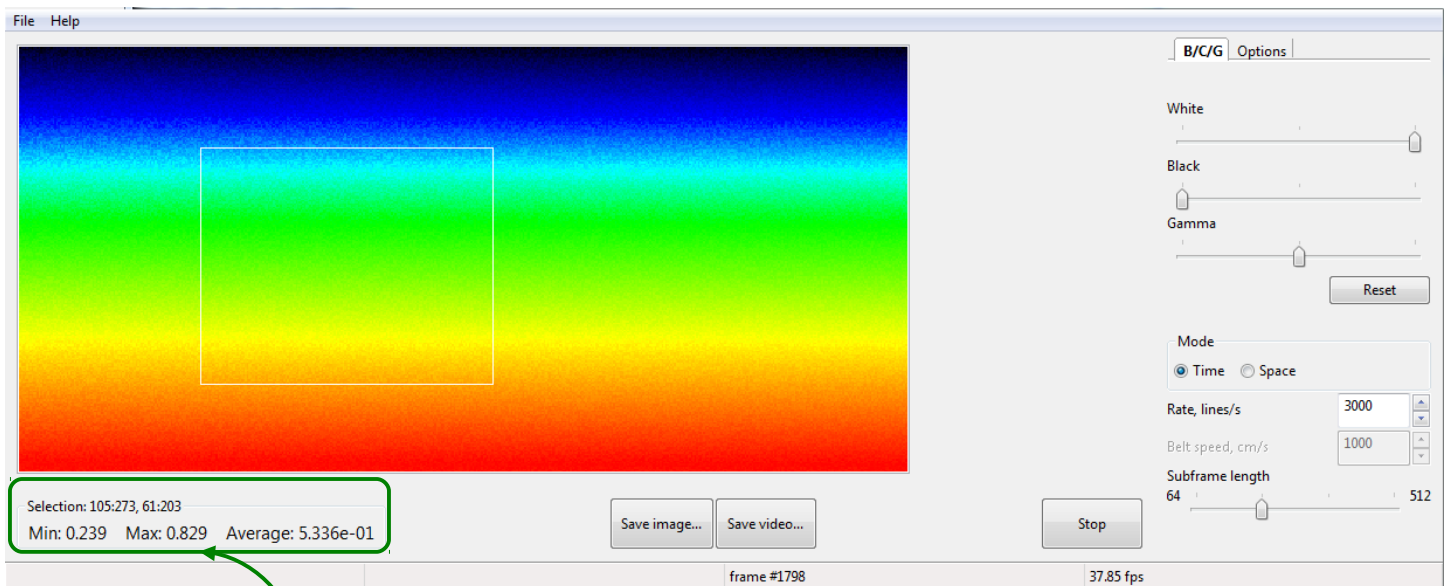 File Help
B/C/G Options
White
Black
Gamma
Reset
Mode
Time Space
Rate, lines/s 3000
Belt speed, cm/s 1000
Subframe length
64 512
Selection: 105:273, 61:203
Min: 0.239 Max: 0.829 Average: 5.336e-01
Save image... Save video... Stop
frame #1798 37.85 fps